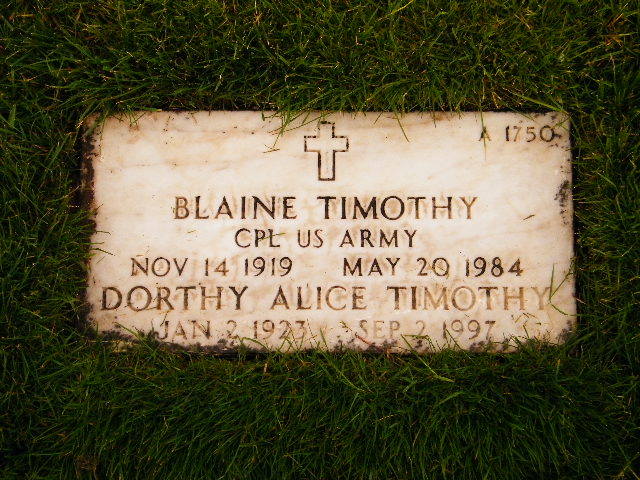 A 1750
BLAINE TIMOTHY
CPL US ARMY
NOV 14 1919 MAY 20 1984
DORTHY ALICE TIMOTHY
JAN 2 1923 SEP 2 1997